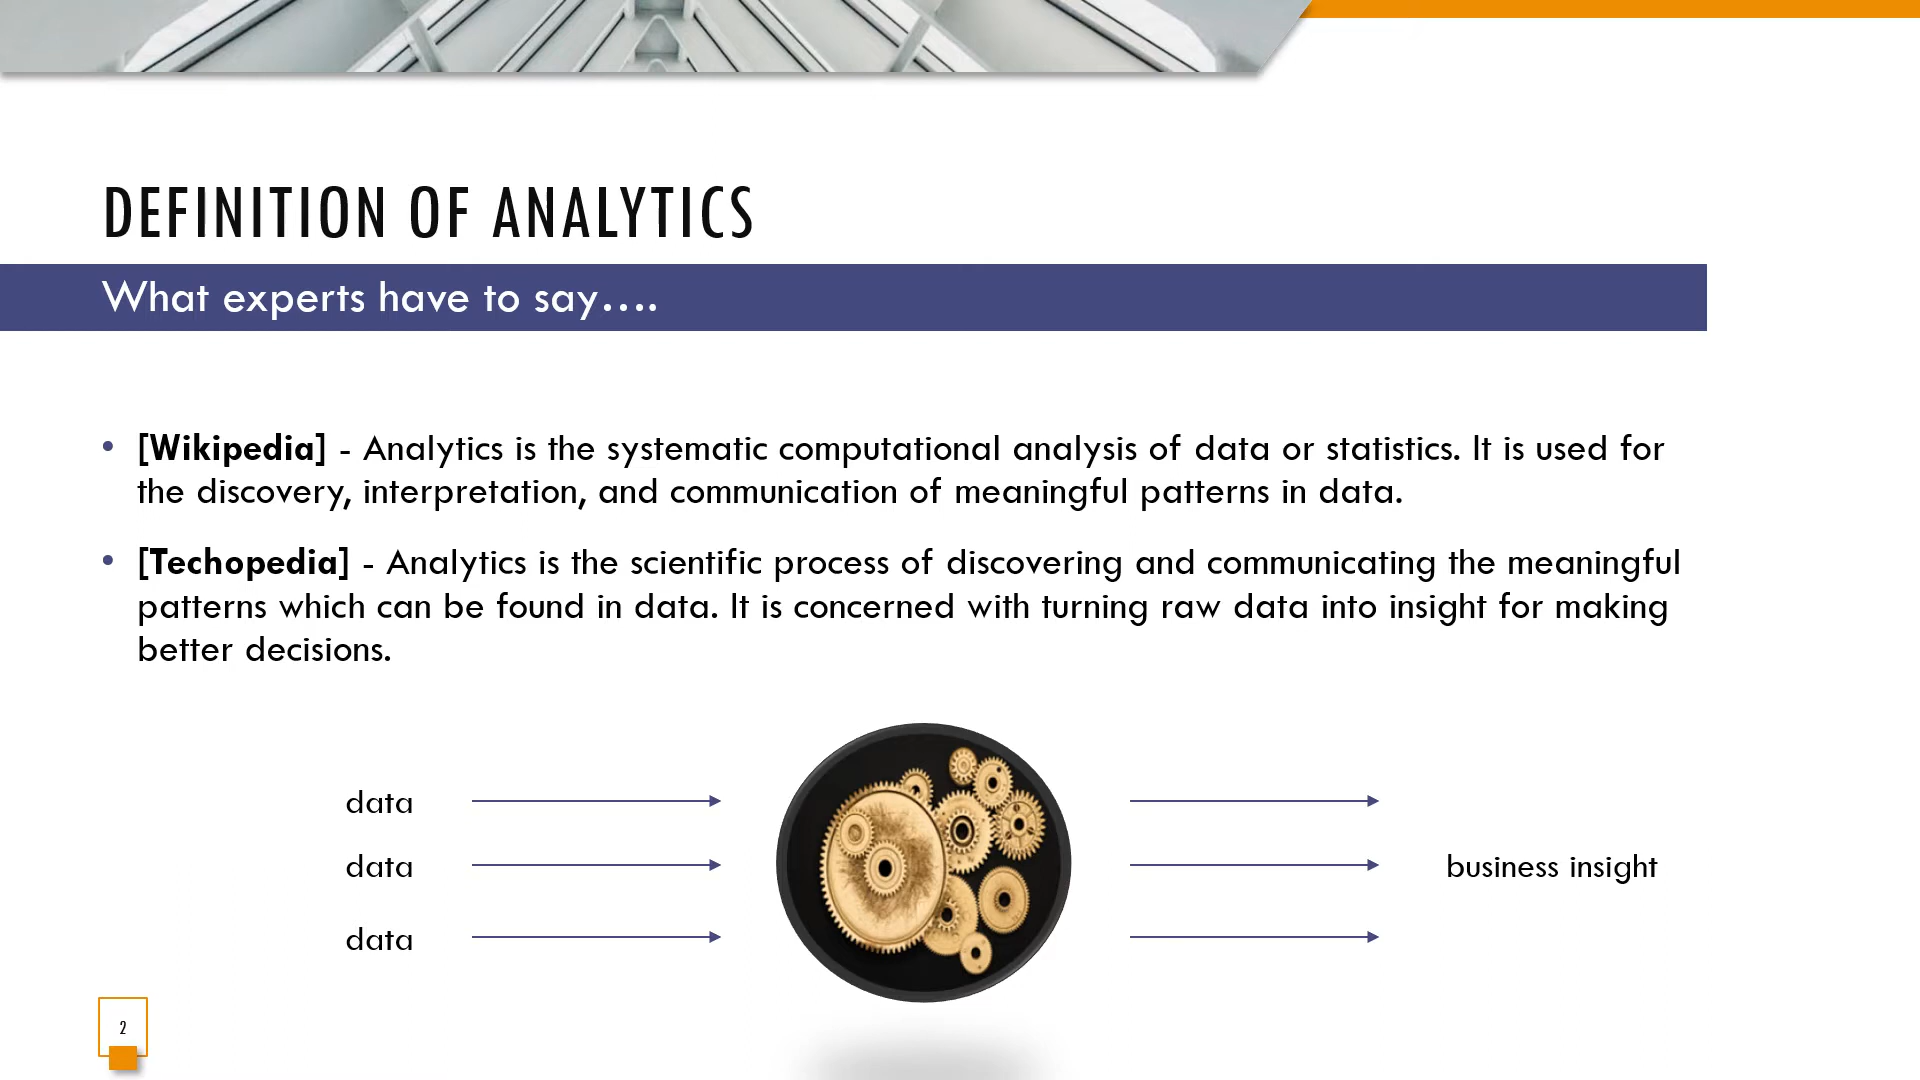 DEFINITION OF ANALYTICS
What experts have to say....
• [Wikipedia] - Analytics is the systematic computational analysis of data or statistics. It is used for
the discovery, interpretation, and communication of meaningful patterns in data.
• [Techopedia] - Analytics is the scientific process of discovering and communicating the meaningful
patterns which can be found in data. It is concerned with turning raw data into insight for making
better decisions.
data
data
business insight
data
2